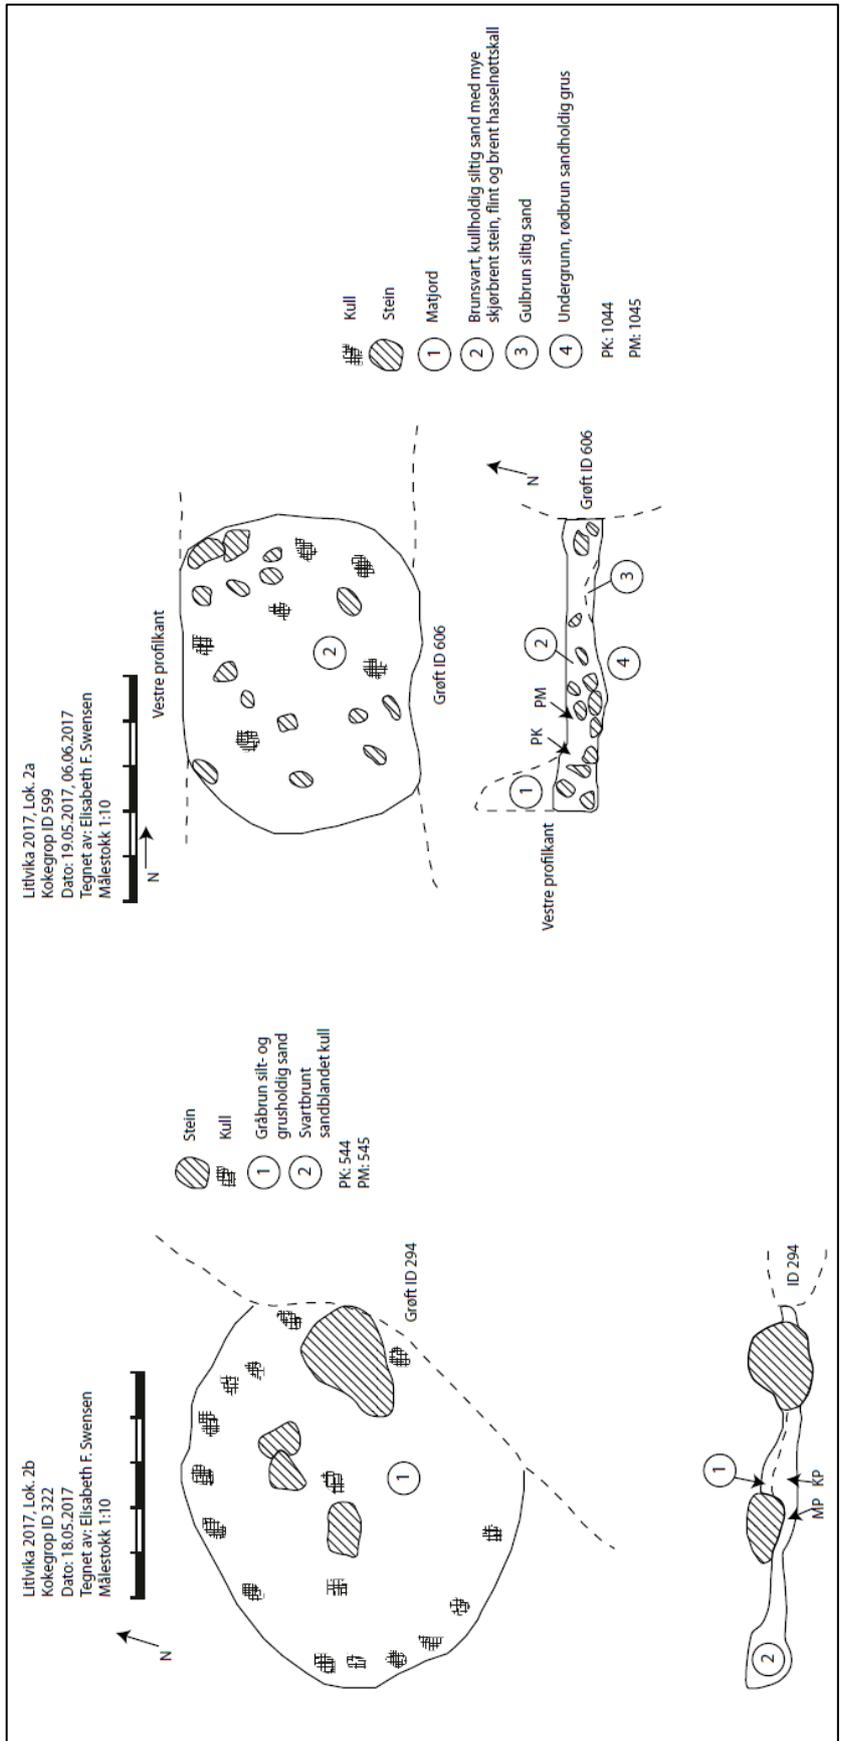 Litlvika 2017, Lok. 2b
Kokegrop ID 322
Dato: 18.05.2017
Tegnet av: Elisabeth F. Swensen
Målestokk 1:10
N
Stein
Kull
1 Gråbrun silt- og
grusholdig sand
2 Svartbrunt
sandblandet kull
PK: 544
PM: 545
1
Grøft ID 294
1
2
MP
KP
ID 294
Litlvika 2017, Lok. 2a
Kokegrop ID 599
Dato: 19.05.2017, 06.06.2017
Tegnet av: Elisabeth F. Swensen
Målestokk 1:10
N
Vestre profilkant
2
Grøft ID 606
Kull
Stein
1 Matjord
2 Brunsvart, kullholdig siltig sand med mye
skjørbrent stein, flint og brent hasselnøttskall
3 Gulbrun siltig sand
4 Undergrunn, rødbrun sandholdig grus
PK: 1044
PM: 1045
Vestre profilkant
1
PK
PM
2
4
3
N
Grøft ID 606